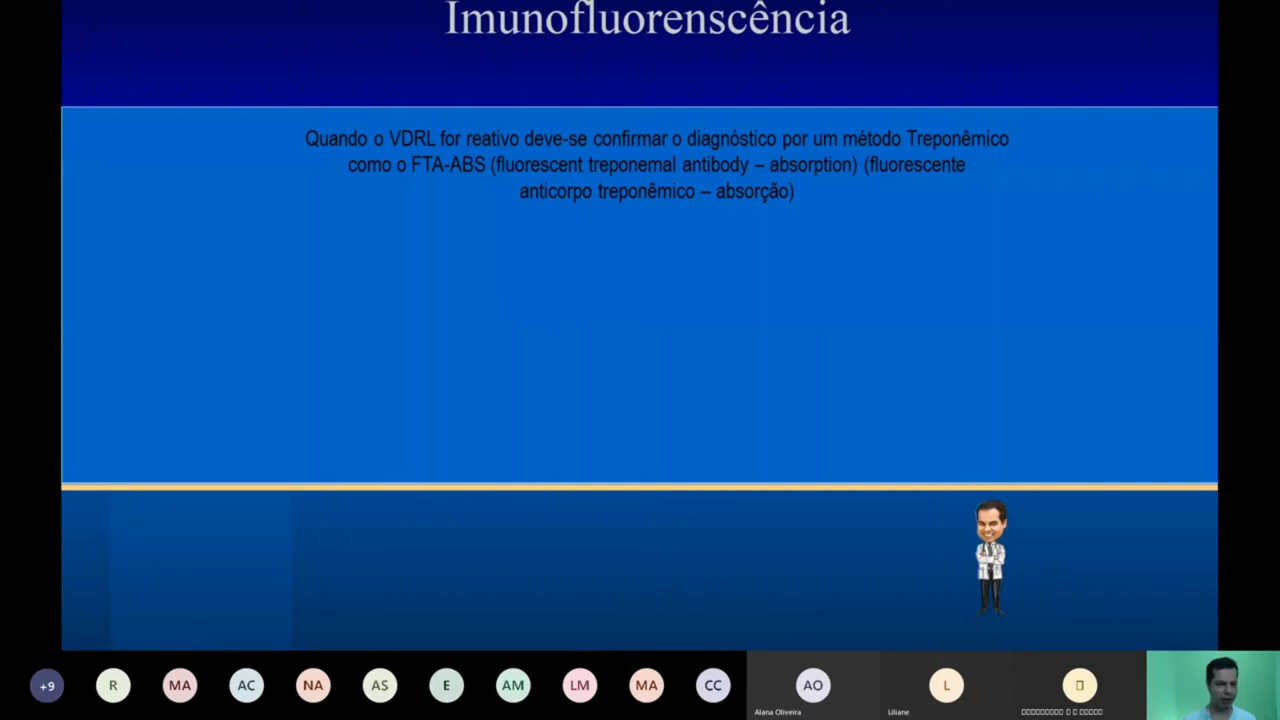 Imunofluorenscência
Quando o VDRL for reativo deve-se confirmar o diagnóstico por um método Treponêmico
como o FTA-ABS (fluorescent treponemal antibody – absorption) (fluorescente
anticorpo treponêmico – absorção)
+9
R
MA
AC
NA
AS
E
AM
LM
MA
CC
AO
L
Alana Oliveira
Liliane